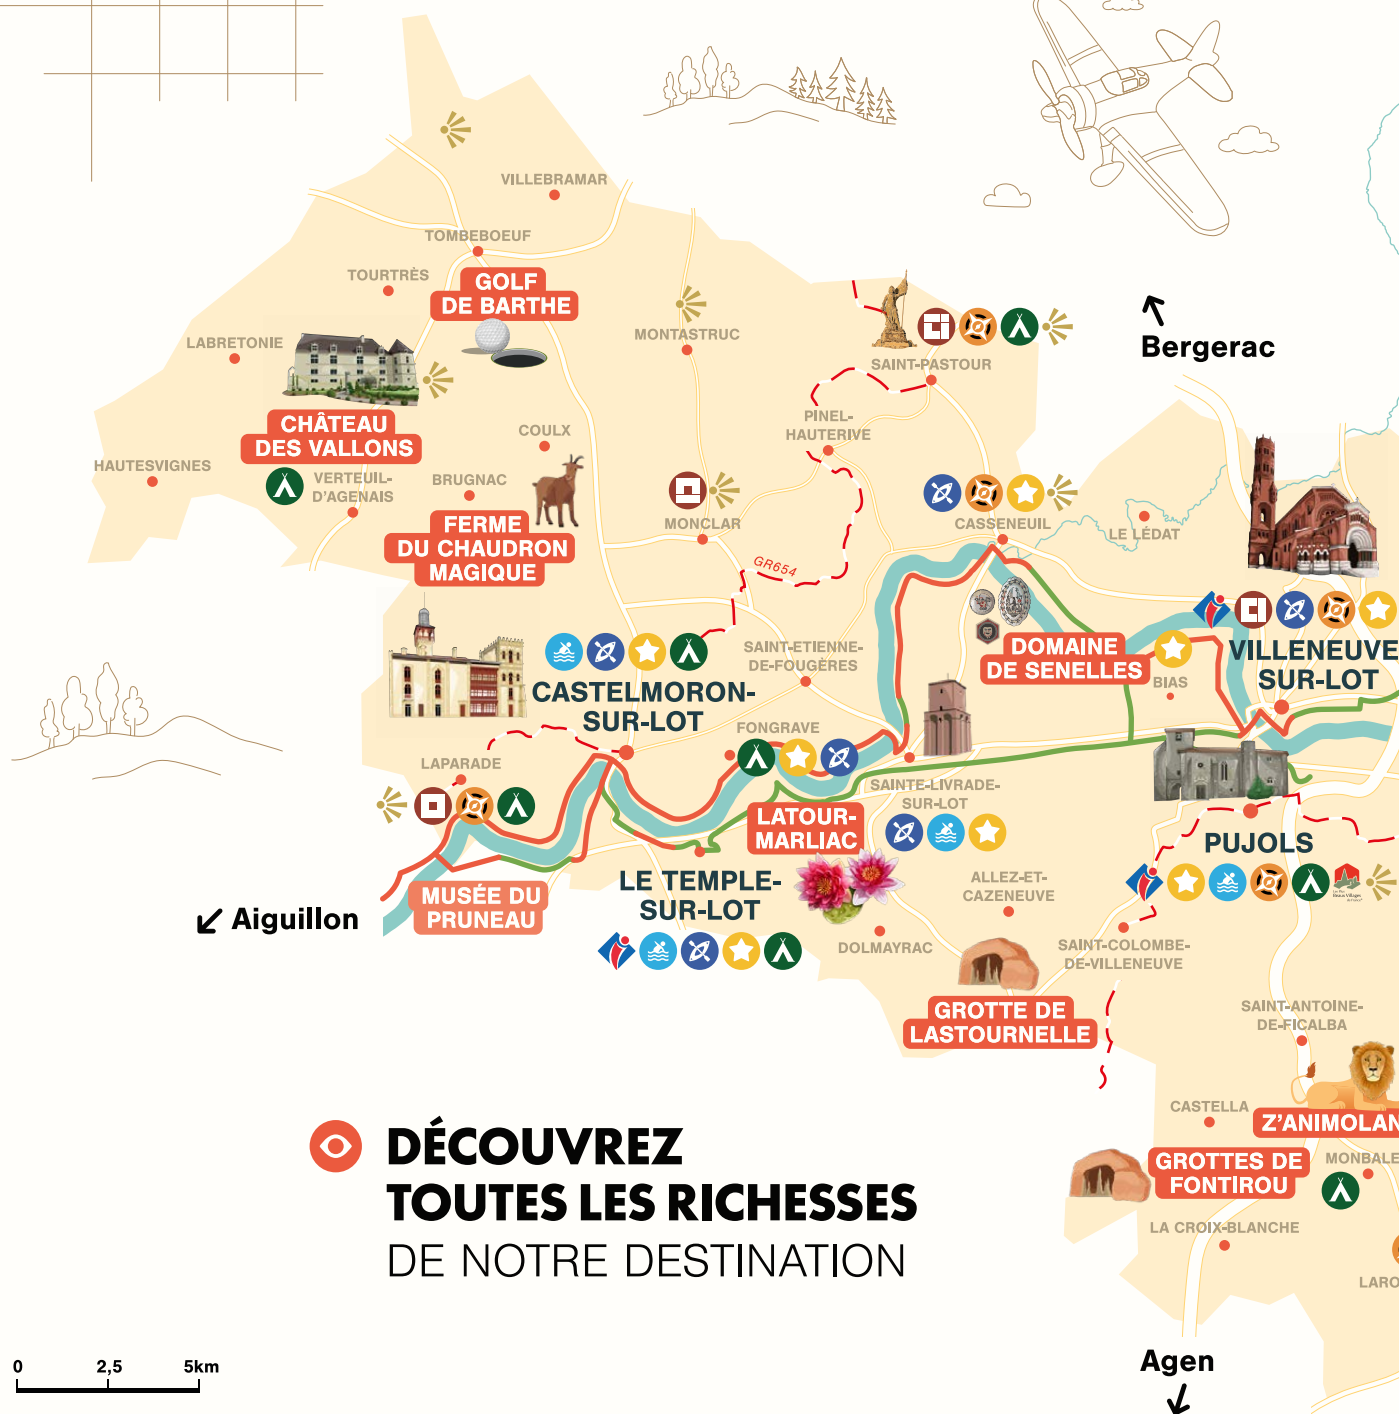 VILLEBRAMAR
TOMBEBOEUF
TOURTRÈS
GOLF
DE BARTHE
LABRETONIE
MONTASTRUC
SAINT-PASTOUR
Bergerac
CHÂTEAU
DES VALLONS
PINEL-
HAUTERIVE
COULX
HAUTESVIGNES
VERTEUIL-
D'AGENAIS
BRUGNAC
MONCLAR
CASSENEUIL
LE LÉDAT
FERME
DU CHAUDRON
MAGIQUE
GR654
SAINT-ETIENNE-
DE-FOUGÈRES
DOMAINE
DE SENELLES
BIAS
VILLENEUVE
SUR-LOT
CASTELMORON-
SUR-LOT
FONGRAVE
LAPARADE
SAINTE-LIVRADE-
SUR-LOT
LATOUR-
MARLIAC
PUJOLS
MUSÉE DU
PRUNEAU
LE TEMPLE-
SUR-LOT
ALLEZ-ET-
CAZENEUVE
Aiguillon
DOLMAYRAC
SAINT-COLOMBE-
DE-VILLENEUVE
GROTTE DE
LASTOURNELLE
SAINT-ANTOINE-
DE-FICALBA
CASTELLA
Z'ANIMOLAN
GROTTES DE
FONTIROU
MONBALE
LA CROIX-BLANCHE
LARO
DÉCOUVREZ
TOUTES LES RICHESSES
DE NOTRE DESTINATION
0 2,5 5km
Agen